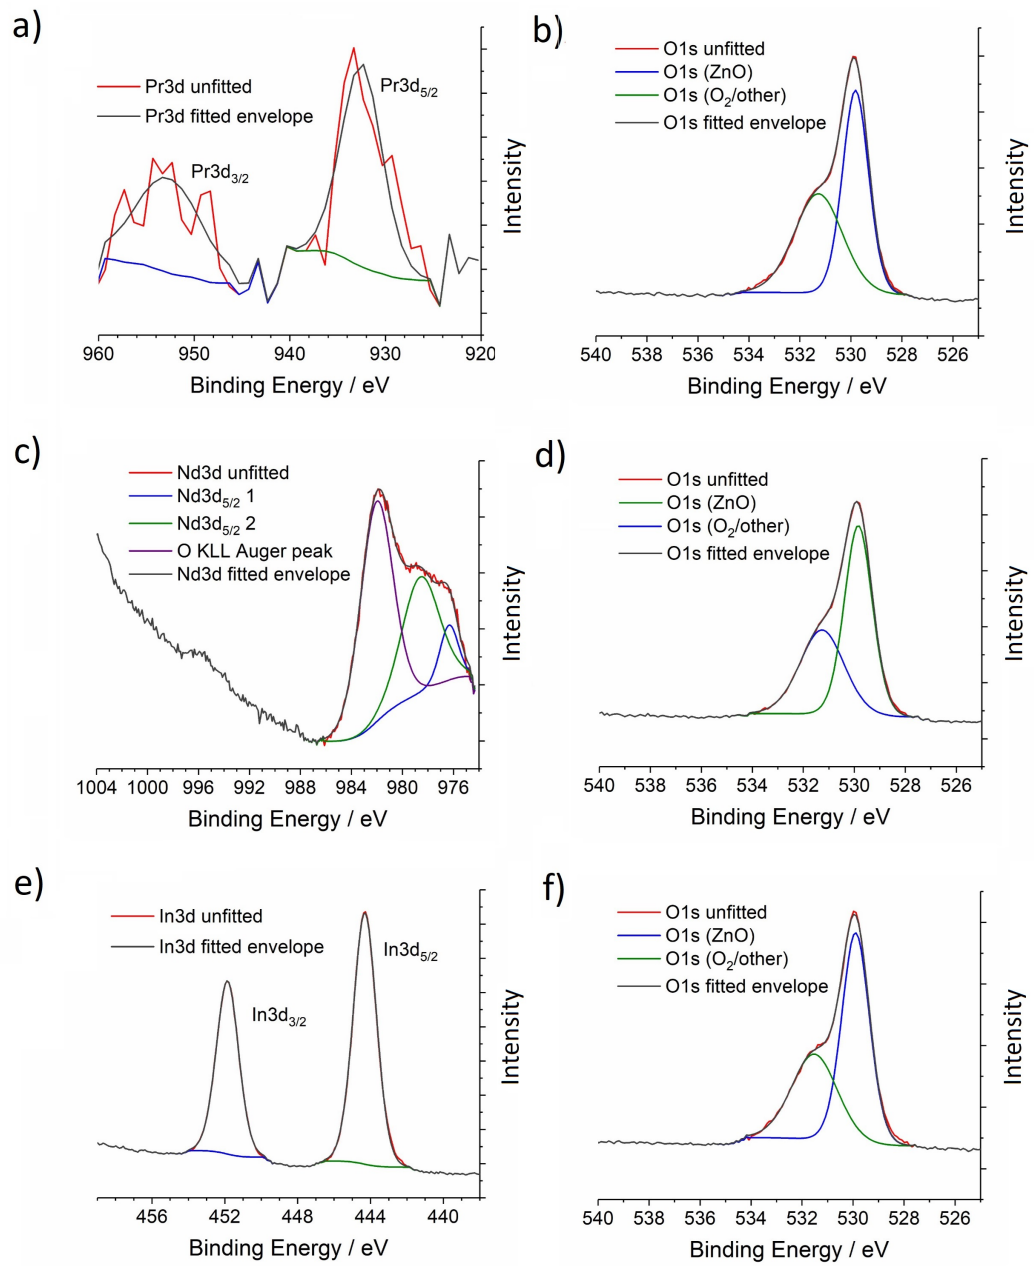 a)
Pr3d unfitted
Pr3d fitted envelope
Pr3d5/2
Pr3d3/2
960 950 940 930 920
Binding Energy / eV
Intensity
b)
O1s unfitted
O1s (ZnO)
O1s (O2/other)
O1s fitted envelope
540 538 536 534 532 530 528 526
Binding Energy / eV
Intensity
c)
Nd3d unfitted
Nd3d5/2 1
Nd3d5/2 2
O KLL Auger peak
Nd3d fitted envelope
1004 1000 996 992 988 984 980 976
Binding Energy / eV
Intensity
d)
O1s unfitted
O1s (ZnO)
O1s (O2/other)
O1s fitted envelope
540 538 536 534 532 530 528 526
Binding Energy / eV
Intensity
e)
In3d unfitted
In3d fitted envelope
In3d5/2
In3d3/2
456 452 448 444 440
Binding Energy / eV
Intensity
f)
O1s unfitted
O1s (ZnO)
O1s (O2/other)
O1s fitted envelope
540 538 536 534 532 530 528 526
Binding Energy / eV
Intensity